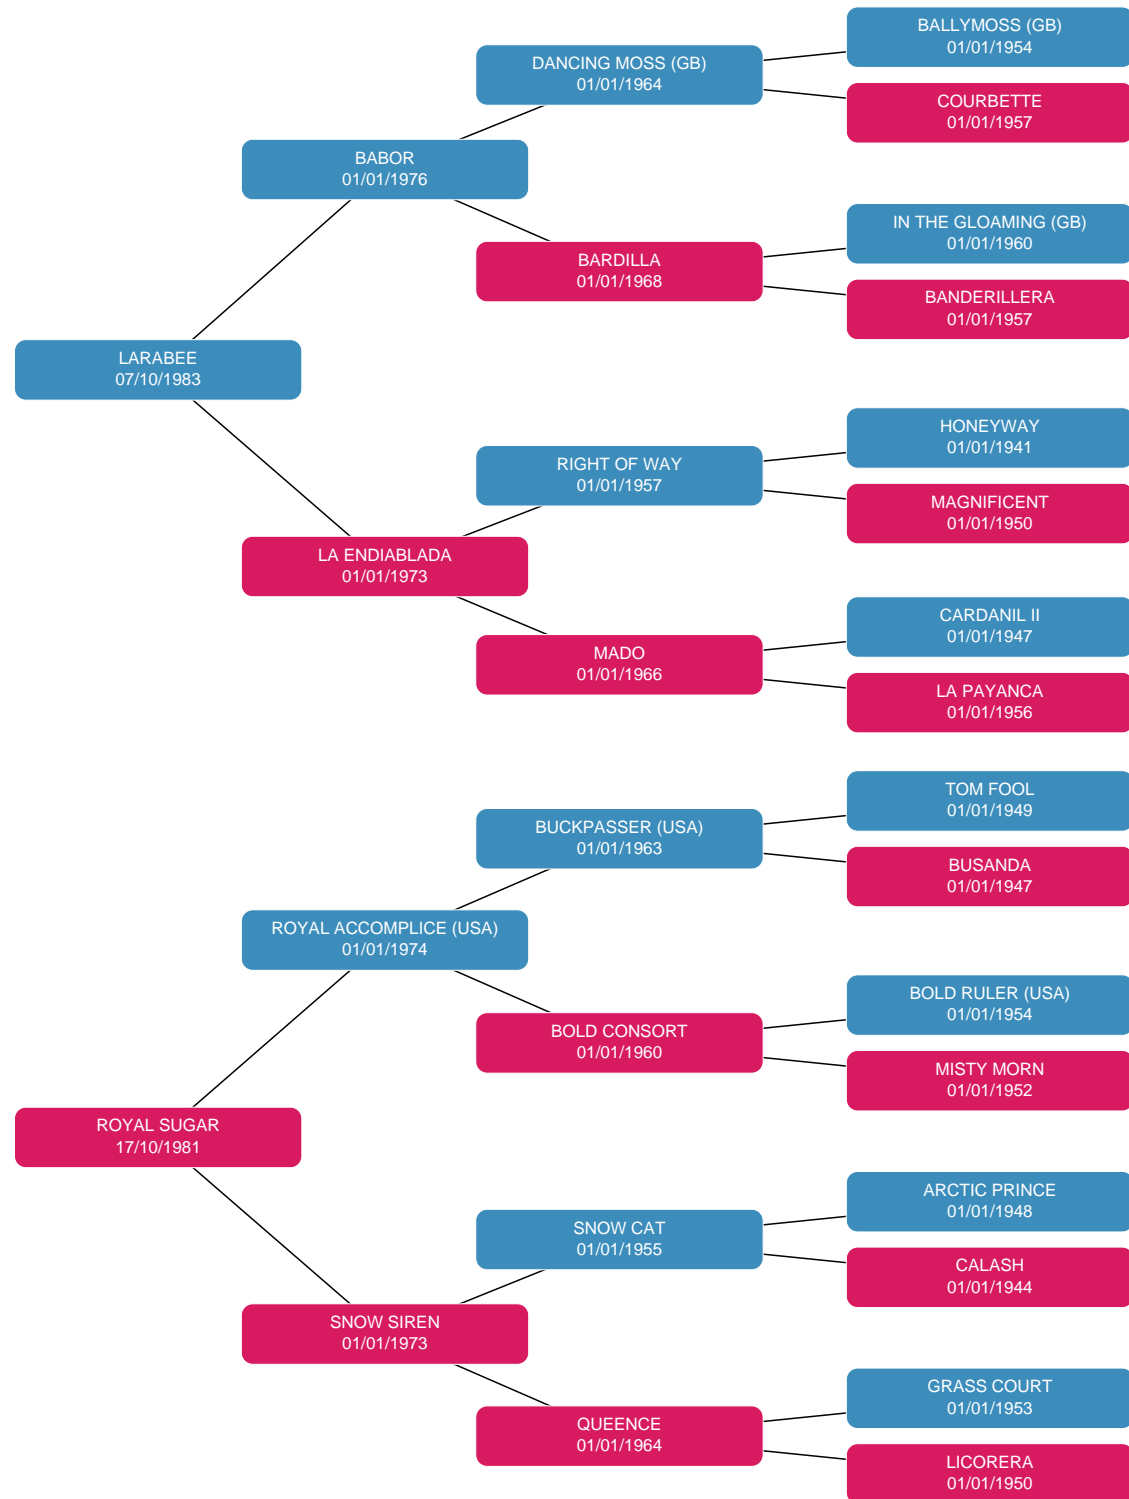 BALLYMOSS (GB)
01/01/1954
DANCING MOSS (GB)
01/01/1964
COURBETTE
01/01/1957
BABOR
01/01/1976
IN THE GLOAMING (GB)
01/01/1960
BARDILLA
01/01/1968
BANDERILLERA
01/01/1957
LARABEE
07/10/1983
HONEYWAY
01/01/1941
RIGHT OF WAY
01/01/1957
MAGNIFICENT
01/01/1950
LA ENDIABLADA
01/01/1973
CARDANIL II
01/01/1947
MADO
01/01/1966
LA PAYANCA
01/01/1956
TOM FOOL
01/01/1949
BUCKPASSER (USA)
01/01/1963
BUSANDA
01/01/1947
ROYAL ACCOMPLICE (USA)
01/01/1974
BOLD RULER (USA)
01/01/1954
BOLD CONSORT
01/01/1960
MISTY MORN
01/01/1952
ROYAL SUGAR
17/10/1981
ARCTIC PRINCE
01/01/1948
SNOW CAT
01/01/1955
CALASH
01/01/1944
SNOW SIREN
01/01/1973
GRASS COURT
01/01/1953
QUEENCE
01/01/1964
LICORERA
01/01/1950